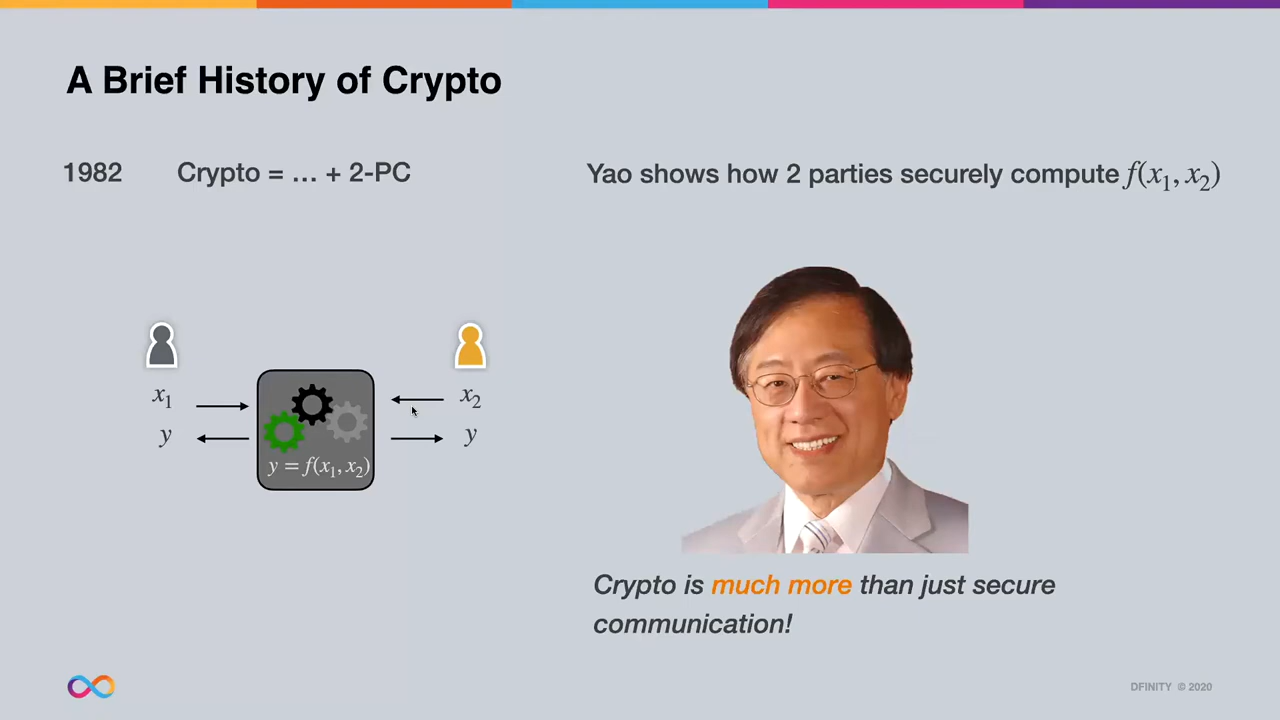 A Brief History of Crypto
1982 Crypto = … + 2-PC
Yao shows how 2 parties securely compute f(x₁, x₂)
x₁
x₂
y
y
y = f(x₁, x₂)
Crypto is much more than just secure
communication!
DFINITY © 2020